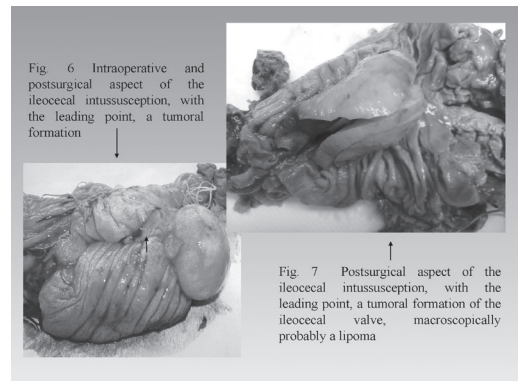 Fig. 6 Intraoperative and
postsurgical aspect of the
ileocecal intussusception, with
the leading point, a tumoral
formation
Fig. 7 Postsurgical aspect of the
ileocecal intussusception, with the
leading point, a tumoral formation of the
ileocecal valve, macroscopically
probably a lipoma